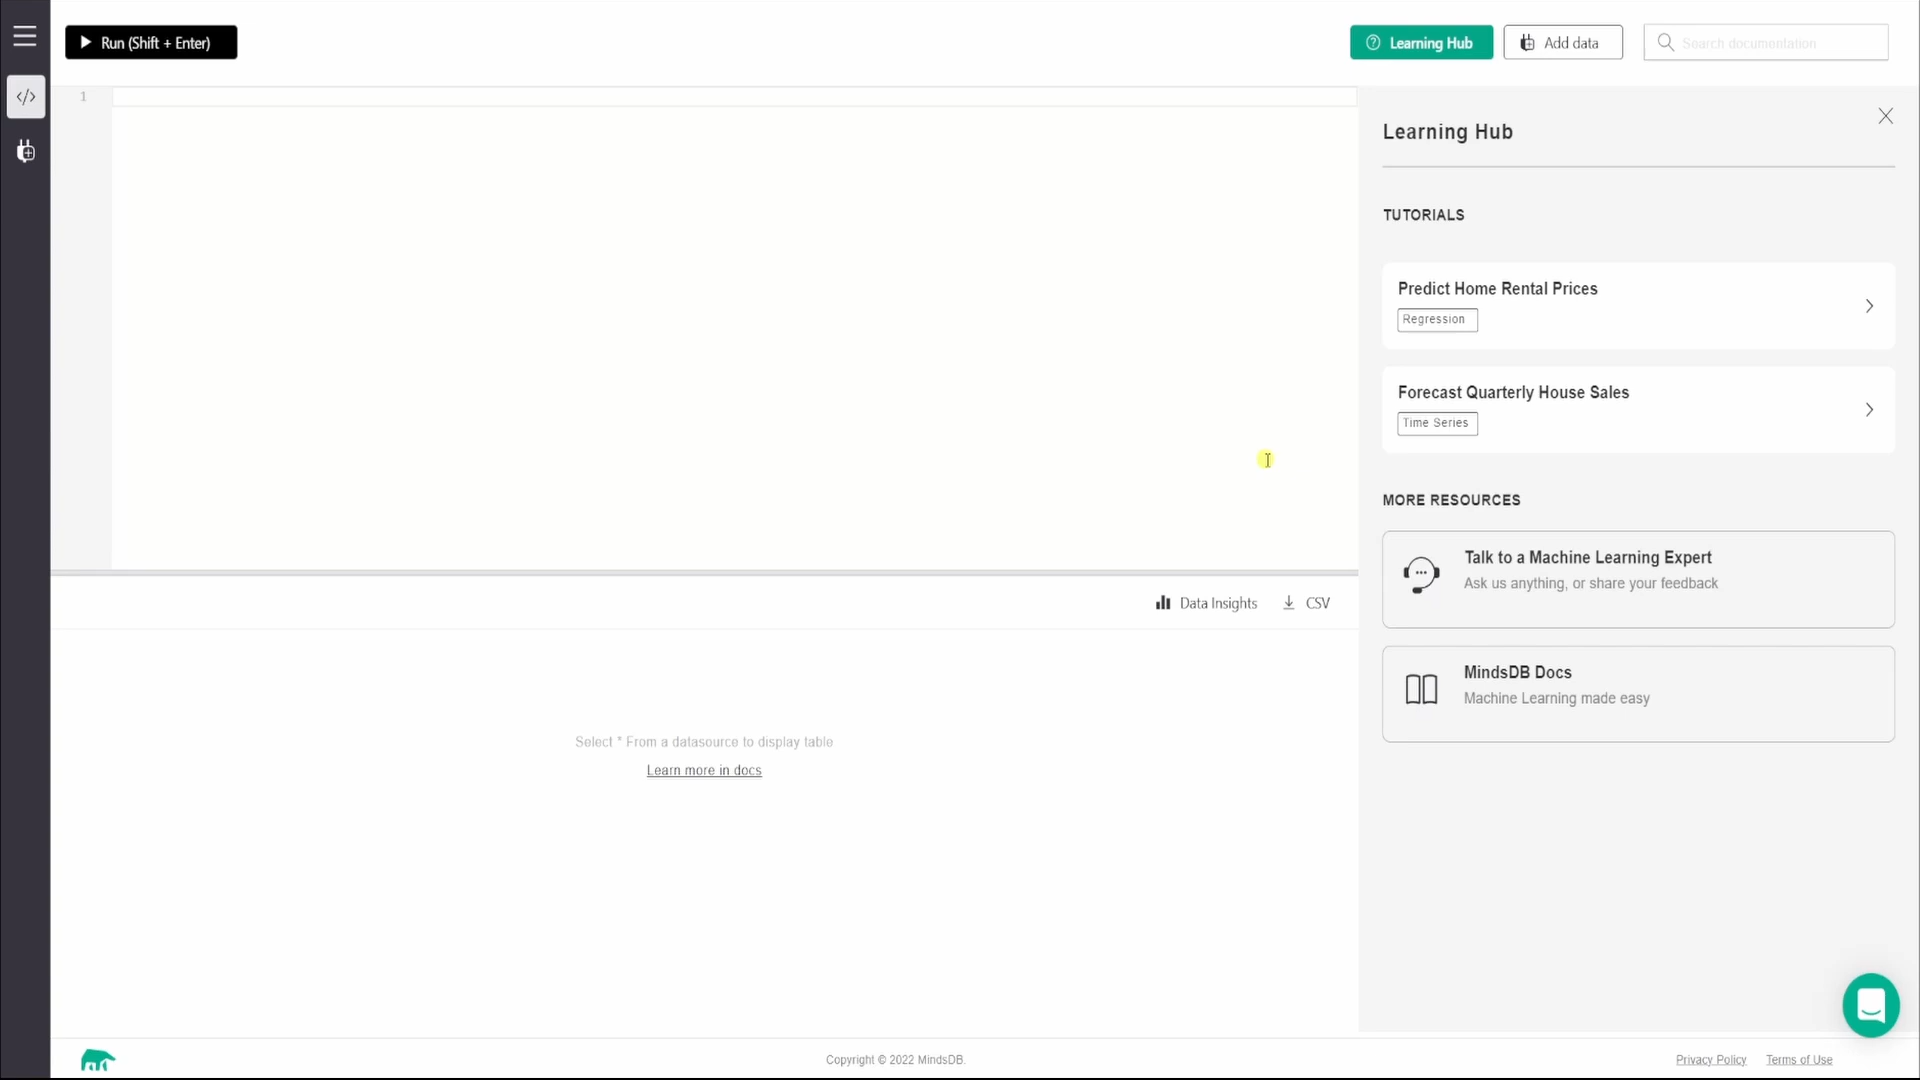 Run (Shift + Enter)
Learning Hub
Add data
Search documentation
1
Learning Hub
TUTORIALS
Predict Home Rental Prices
Regression
Forecast Quarterly House Sales
Time Series
MORE RESOURCES
Talk to a Machine Learning Expert
Ask us anything, or share your feedback
MindsDB Docs
Machine Learning made easy
Data Insights
CSV
Select * From a datasource to display table
Learn more in docs
Copyright © 2022 MindsDB.
Privacy Policy
Terms of Use